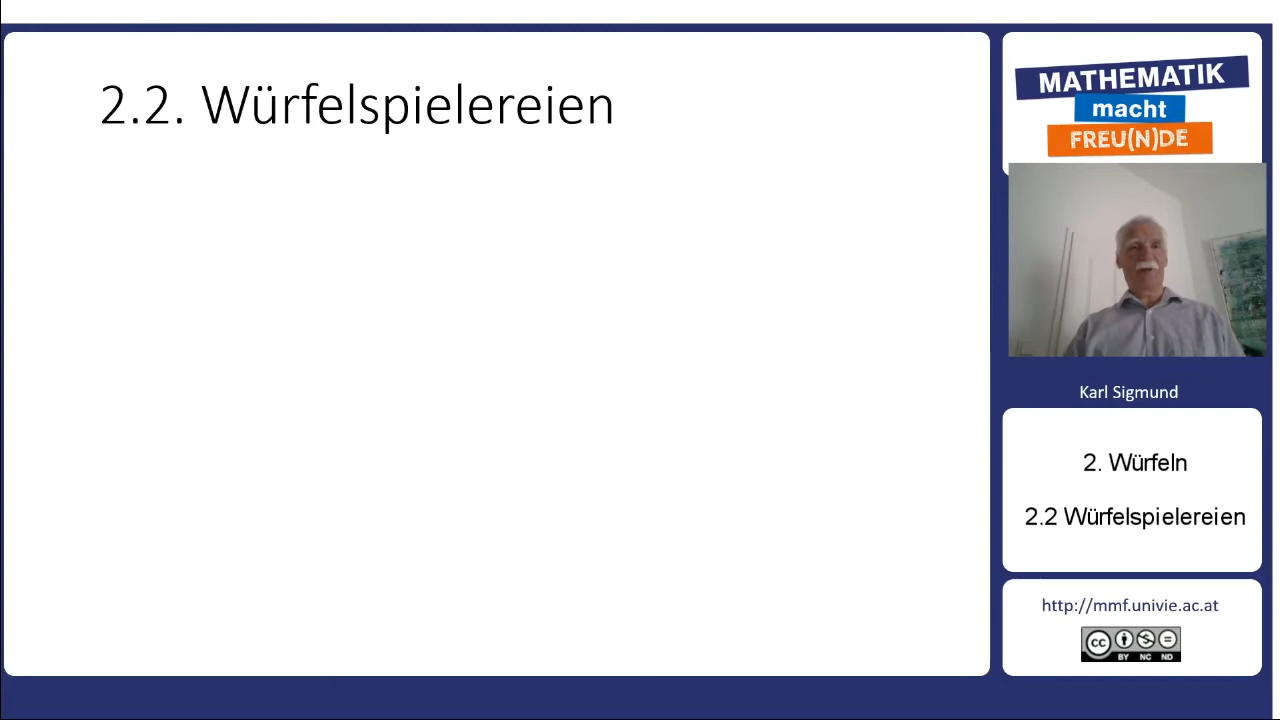 2.2. Würfelspielereien
MATHEMATIK
macht
FREU(N)DE
Karl Sigmund
2. Würfeln
2.2 Würfelspielereien
http://mmf.univie.ac.at
CC
BY NC ND